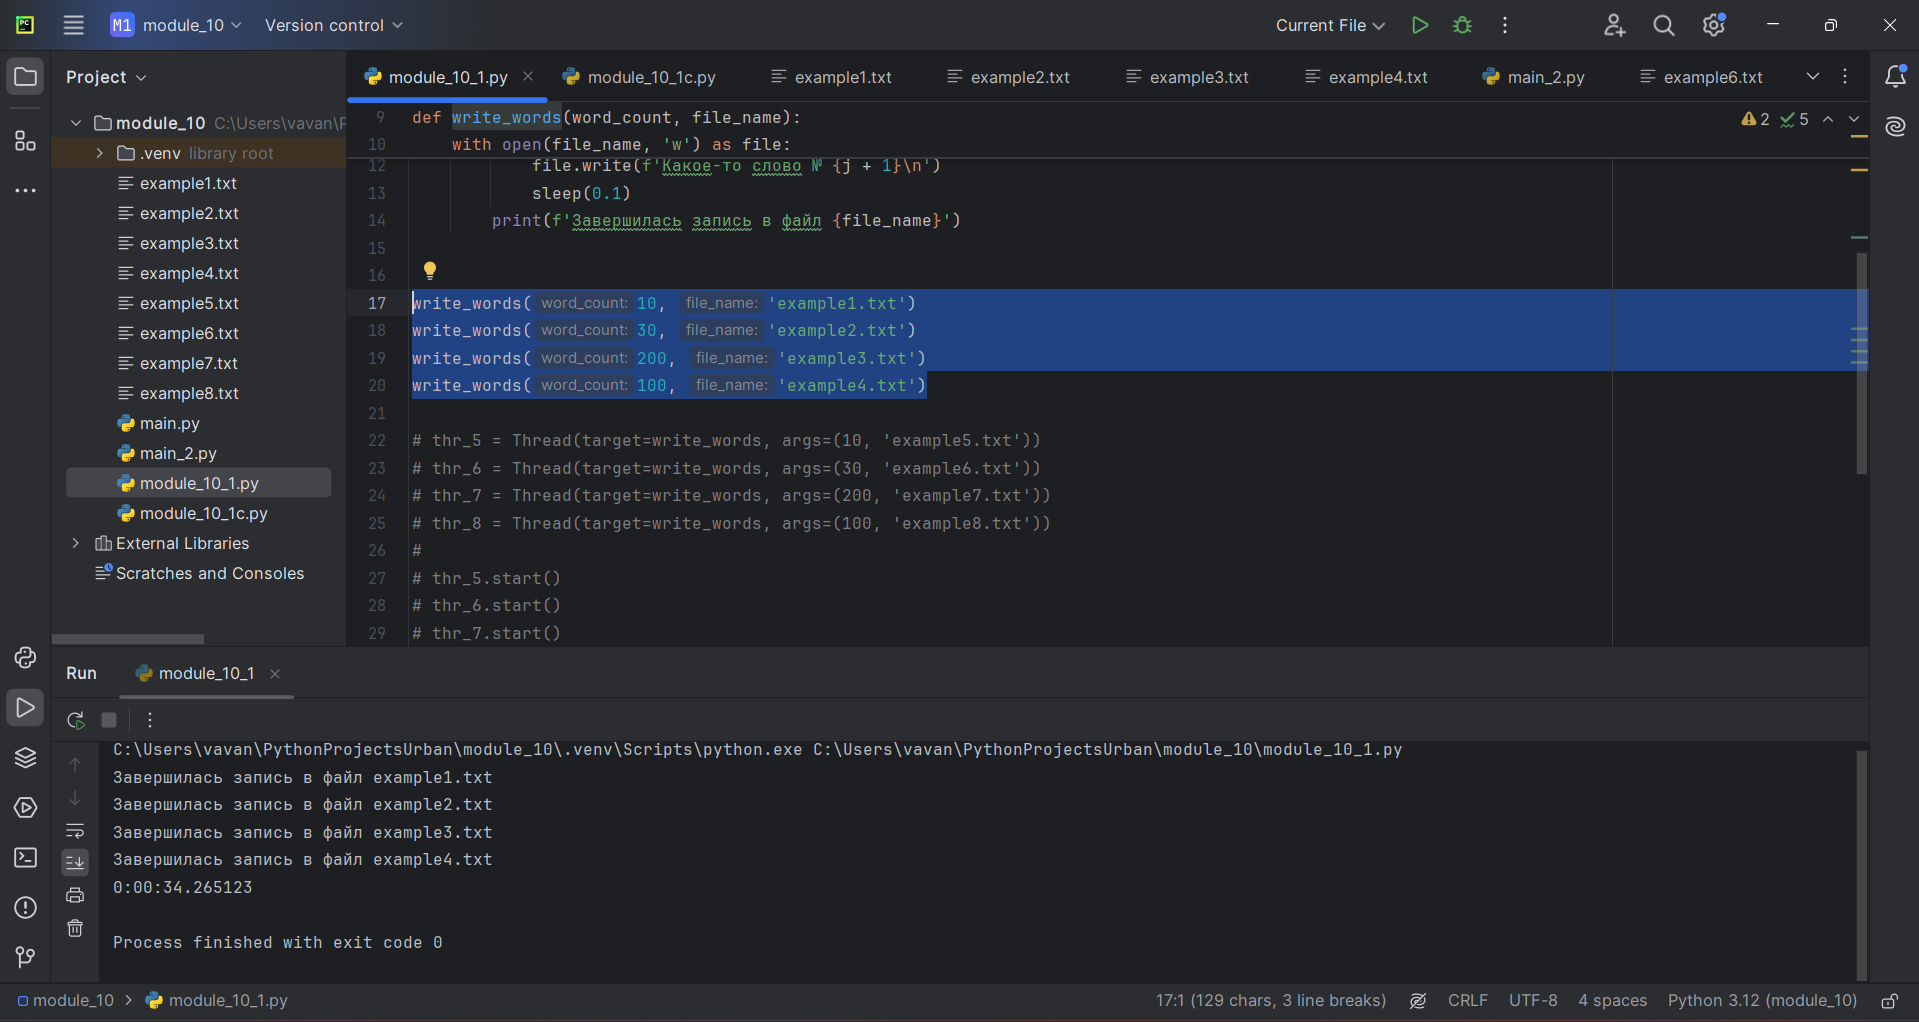 M1 module_10 Version control Current File
Project
module_10_1.py module_10_1c.py example1.txt example2.txt example3.txt example4.txt main_2.py example6.txt
module_10 C:\Users\vavan\P
.venv library root
example1.txt
example2.txt
example3.txt
example4.txt
example5.txt
example6.txt
example7.txt
example8.txt
main.py
main_2.py
module_10_1.py
module_10_1c.py
External Libraries
Scratches and Consoles
2 5
9 def write_words(word_count, file_name):
10 with open(file_name, 'w') as file:
12 file.write(f'Какое-то слово № {j + 1}\n')
13 sleep(0.1)
14 print(f'Завершилась запись в файл {file_name}')
15
16
17 write_words( word_count: 10, file_name: 'example1.txt')
18 write_words( word_count: 30, file_name: 'example2.txt')
19 write_words( word_count: 200, file_name: 'example3.txt')
20 write_words( word_count: 100, file_name: 'example4.txt')
21
22 # thr_5 = Thread(target=write_words, args=(10, 'example5.txt'))
23 # thr_6 = Thread(target=write_words, args=(30, 'example6.txt'))
24 # thr_7 = Thread(target=write_words, args=(200, 'example7.txt'))
25 # thr_8 = Thread(target=write_words, args=(100, 'example8.txt'))
26 #
27 # thr_5.start()
28 # thr_6.start()
29 # thr_7.start()
Run module_10_1
C:\Users\vavan\PythonProjectsUrban\module_10\.venv\Scripts\python.exe C:\Users\vavan\PythonProjectsUrban\module_10\module_10_1.py
Завершилась запись в файл example1.txt
Завершилась запись в файл example2.txt
Завершилась запись в файл example3.txt
Завершилась запись в файл example4.txt
0:00:34.265123
Process finished with exit code 0
module_10 > module_10_1.py 17:1 (129 chars, 3 line breaks) CRLF UTF-8 4 spaces Python 3.12 (module_10)